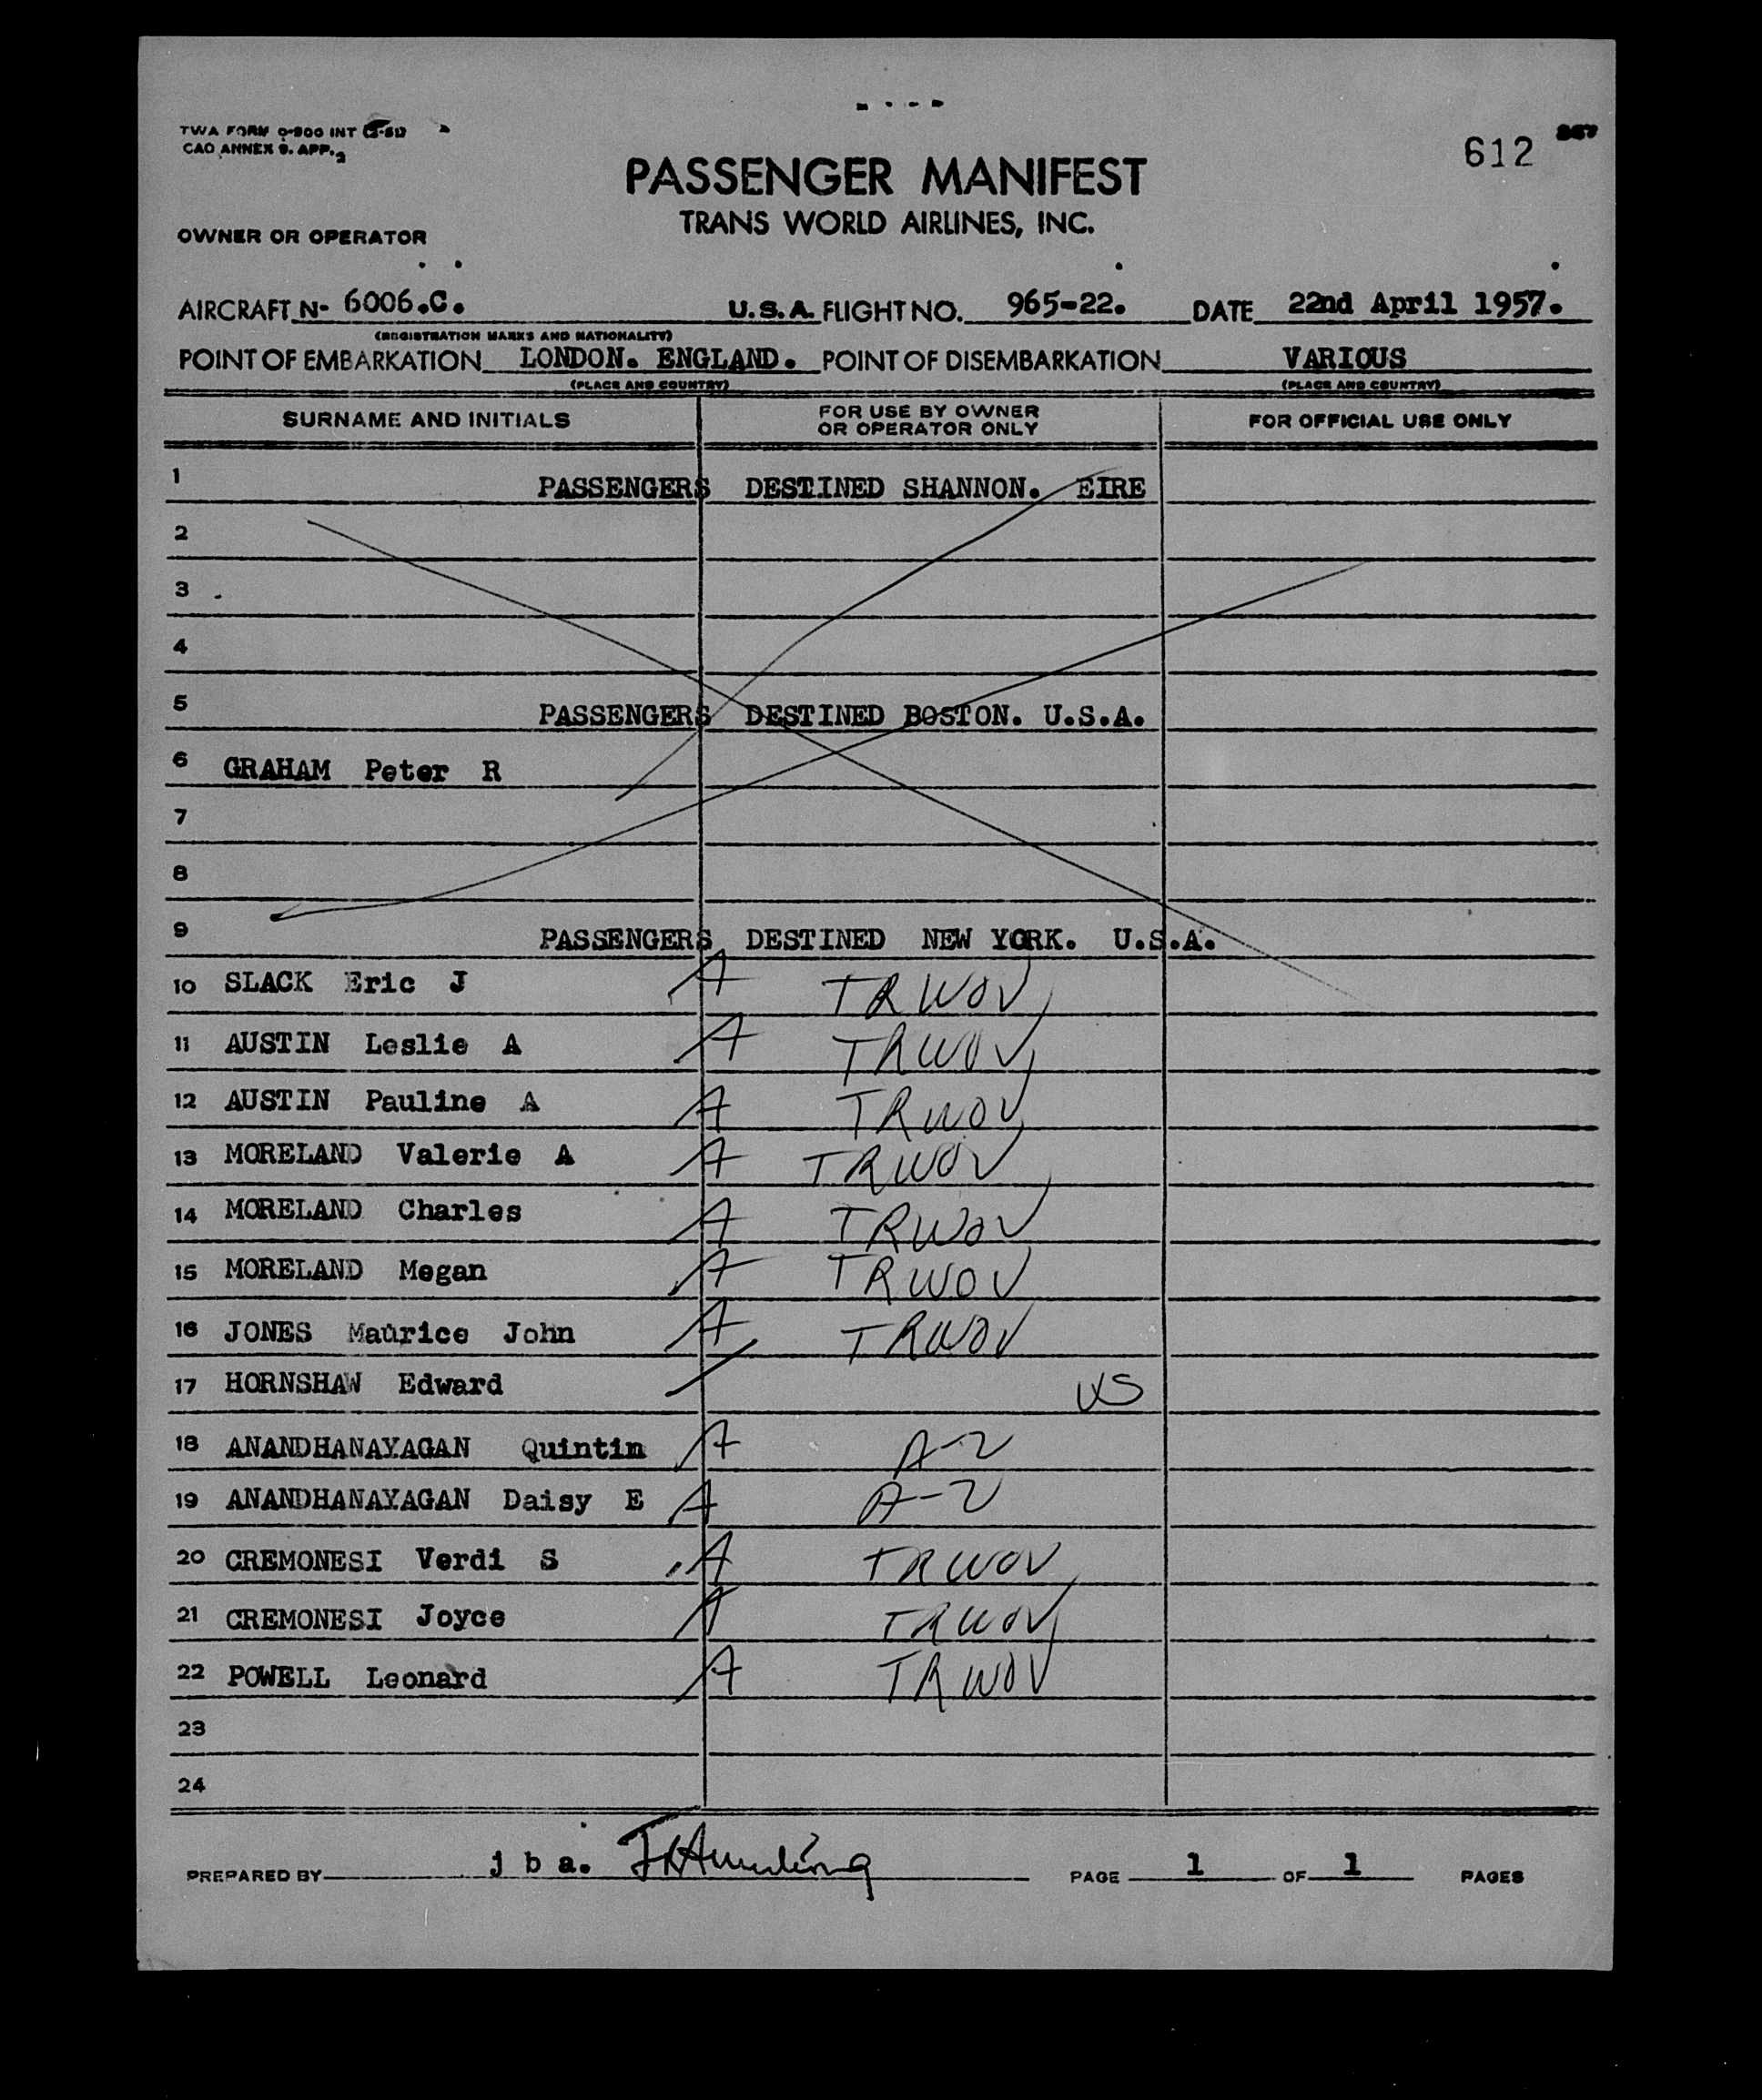 TWA FORM O-900 INT
CAO ANNEX 9. APP. 2
612
PASSENGER MANIFEST
TRANS WORLD AIRLINES, INC.
OWNER OR OPERATOR
AIRCRAFT N- 6006.C. U.S.A. FLIGHT NO. 965-22. DATE 22nd April 1957.
(REGISTRATION MARKS AND NATIONALITY)
POINT OF EMBARKATION LONDON. ENGLAND. POINT OF DISEMBARKATION VARIOUS
(PLACE AND COUNTRY) (PLACE AND COUNTRY)
SURNAME AND INITIALS FOR USE BY OWNER OR OPERATOR ONLY FOR OFFICIAL USE ONLY
1 PASSENGERS DESTINED SHANNON. EIRE
2
3
4
5 PASSENGERS DESTINED BOSTON. U.S.A.
6 GRAHAM Peter R
7
8
9 PASSENGERS DESTINED NEW YORK. U.S.A.
10 SLACK Eric J A TRWOV
11 AUSTIN Leslie A A TRWOV
12 AUSTIN Pauline A A TRWOV
13 MORELAND Valerie A A TRWOV
14 MORELAND Charles A TRWOV
15 MORELAND Megan A TRWOV
16 JONES Maurice John A TRWOV
17 HORNSHAW Edward US
18 ANANDHANAYAGAN Quintin A A-2
19 ANANDHANAYAGAN Daisy E A A-2
20 CREMONESI Verdi S A TRWOV
21 CREMONESI Joyce A TRWOV
22 POWELL Leonard A TRWOV
23
24
PREPARED BY j b a. PAGE 1 OF 1 PAGES